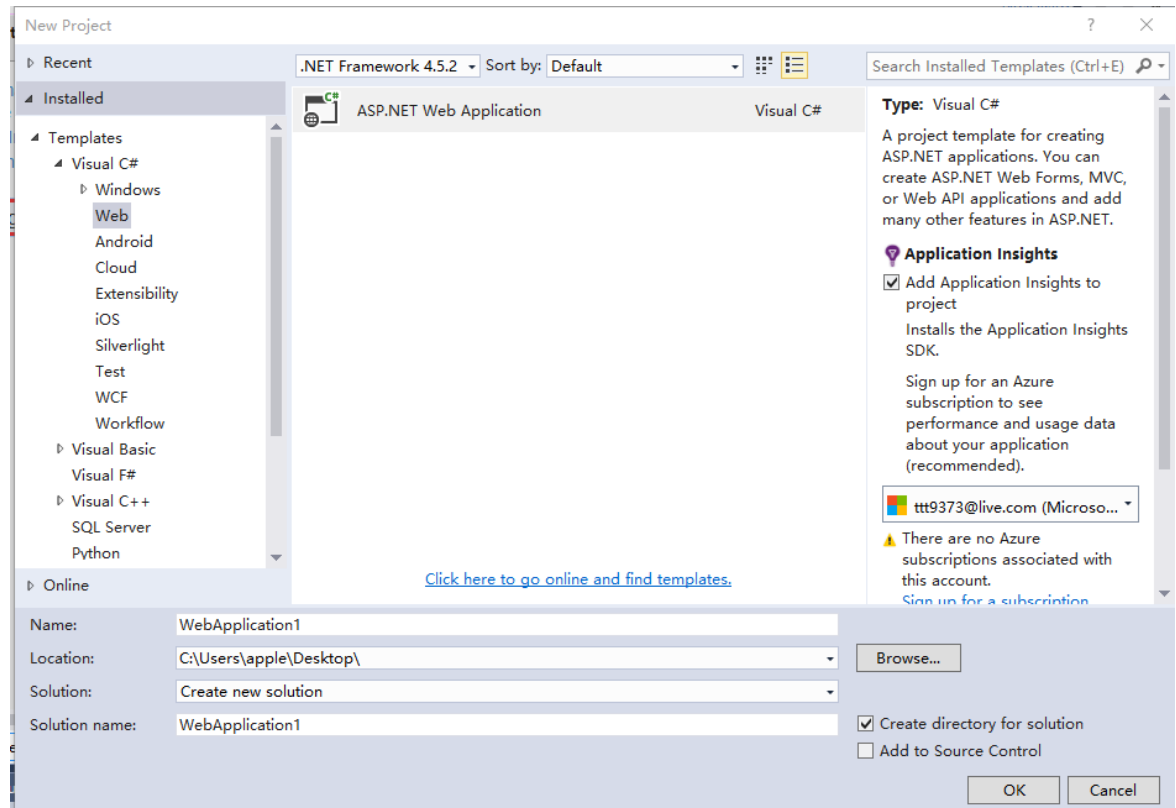 New Project
? ×
Recent
.NET Framework 4.5.2 Sort by: Default
Search Installed Templates (Ctrl+E)
Installed
Templates
Visual C#
Windows
Web
Android
Cloud
Extensibility
iOS
Silverlight
Test
WCF
Workflow
Visual Basic
Visual F#
Visual C++
SQL Server
Python
Online
C#
ASP.NET Web Application Visual C#
Click here to go online and find templates.
Type: Visual C#
A project template for creating
ASP.NET applications. You can
create ASP.NET Web Forms, MVC,
or Web API applications and add
many other features in ASP.NET.
Application Insights
Add Application Insights to
project
Installs the Application Insights
SDK.
Sign up for an Azure
subscription to see
performance and usage data
about your application
(recommended).
ttt9373@live.com (Microso...
There are no Azure
subscriptions associated with
this account.
Sign up for a subscription
Name: WebApplication1
Location: C:\Users\apple\Desktop\
Browse...
Solution: Create new solution
Solution name: WebApplication1
Create directory for solution
Add to Source Control
OK Cancel